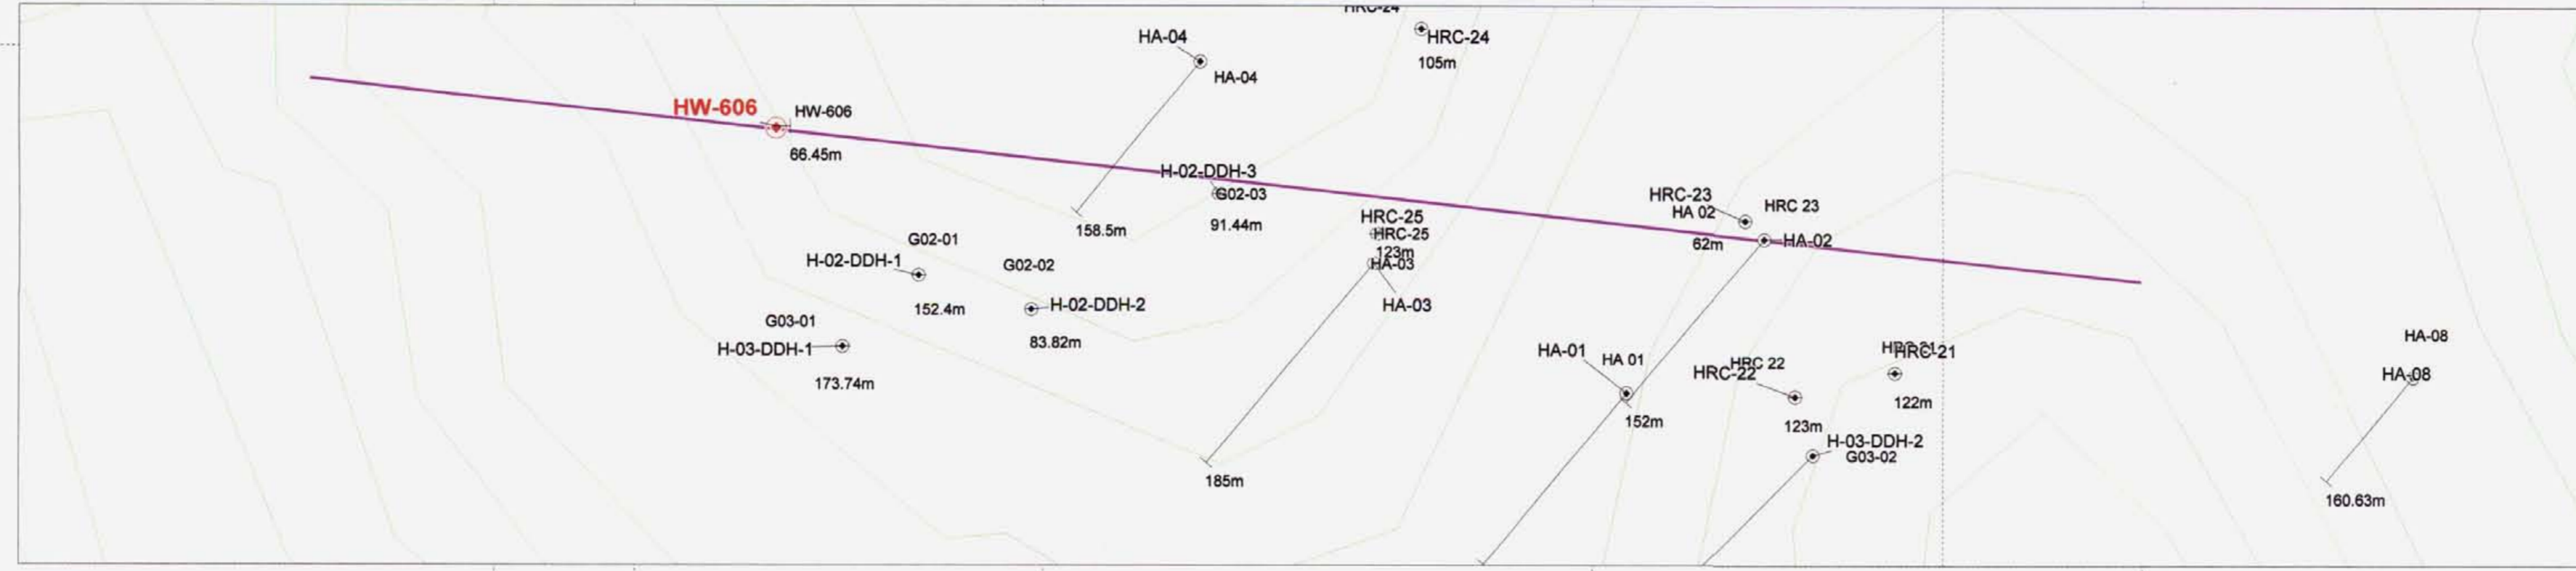 HRC-24
HRC-24
105m
HA-04
HA-04
158.5m
HW-606
HW-606
66.45m
H-02-DDH-3
G02-03
91.44m
HRC-25
HRC-25
123m
HA-03
HA-03
185m
HRC-23
HRC 23
HA 02
62m
HA-02
G02-01
H-02-DDH-1
152.4m
G02-02
H-02-DDH-2
83.82m
G03-01
H-03-DDH-1
173.74m
HA-01
HA 01
152m
HRC 22
HRC-22
123m
HRC-21
HRC-21
122m
H-03-DDH-2
G03-02
HA-08
HA-08
160.63m